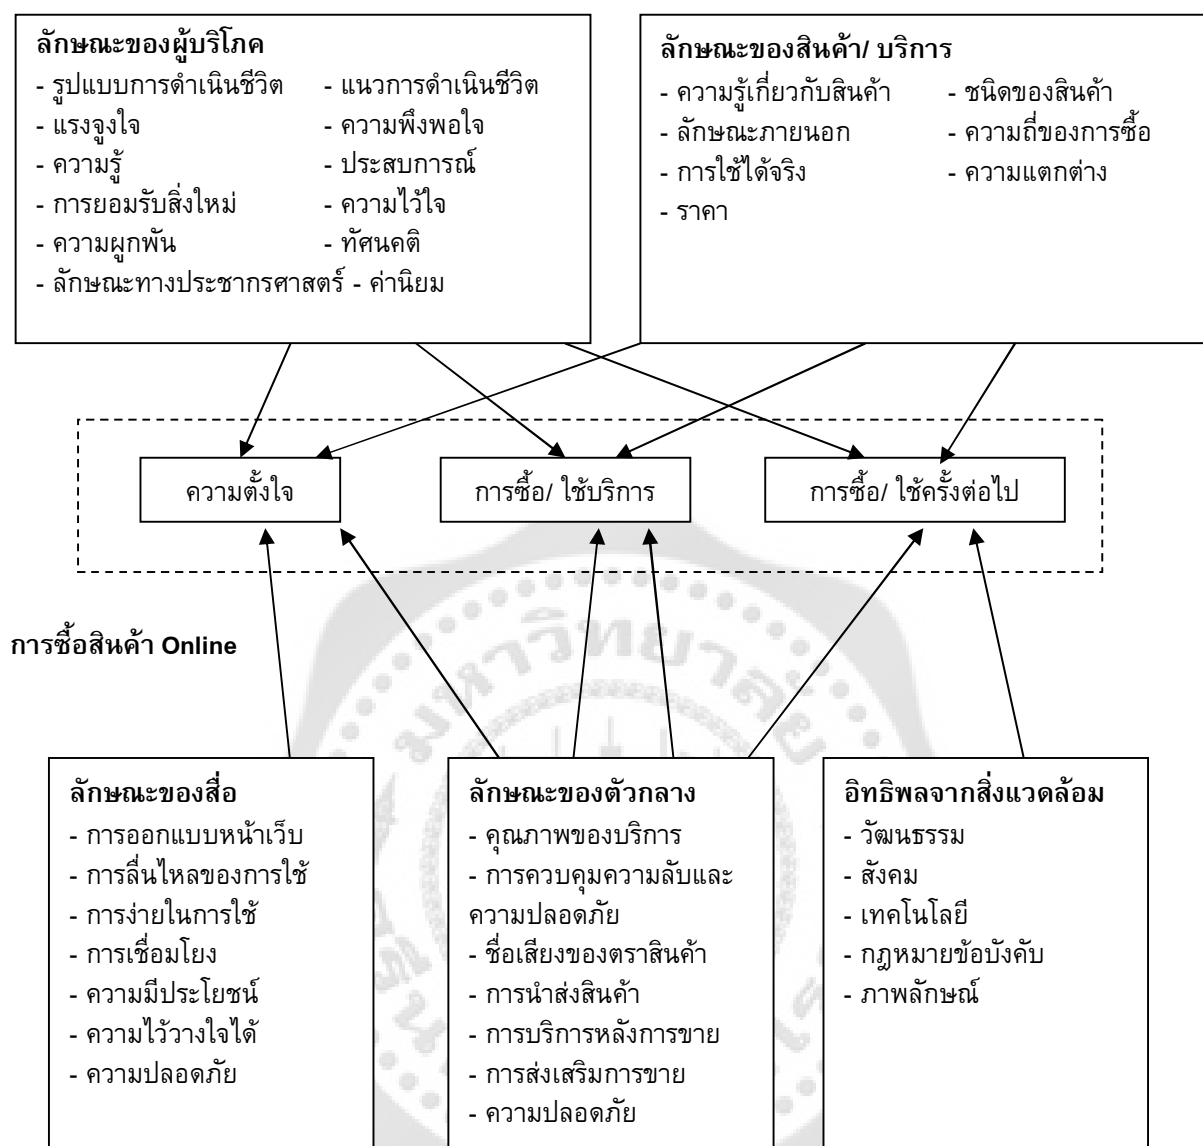 ลักษณะของผู้บริโภค
- รูปแบบการดำเนินชีวิต - แนวการดำเนินชีวิต
- แรงจูงใจ - ความพึงพอใจ
- ความรู้ - ประสบการณ์
- การยอมรับสิ่งใหม่ - ความไว้ใจ
- ความผูกพัน - ทัศนคติ
- ลักษณะทางประชากรศาสตร์ - ค่านิยม
ลักษณะของสินค้า/ บริการ
- ความรู้เกี่ยวกับสินค้า - ชนิดของสินค้า
- ลักษณะภายนอก - ความถี่ของการซื้อ
- การใช้ได้จริง - ความแตกต่าง
- ราคา
ความตั้งใจ
การซื้อ/ ใช้บริการ
การซื้อ/ ใช้ครั้งต่อไป
การซื้อสินค้า Online
ลักษณะของสื่อ
- การออกแบบหน้าเว็บ
- การลื่นไหลของการใช้
- การง่ายในการใช้
- การเชื่อมโยง
- ความมีประโยชน์
- ความไว้วางใจได้
- ความปลอดภัย
ลักษณะของตัวกลาง
- คุณภาพของบริการ
- การควบคุมความลับและ
ความปลอดภัย
- ชื่อเสียงของตราสินค้า
- การนำส่งสินค้า
- การบริการหลังการขาย
- การส่งเสริมการขาย
- ความปลอดภัย
อิทธิพลจากสิ่งแวดล้อม
- วัฒนธรรม
- สังคม
- เทคโนโลยี
- กฎหมายข้อบังคับ
- ภาพลักษณ์
มหาวิทยาลัย